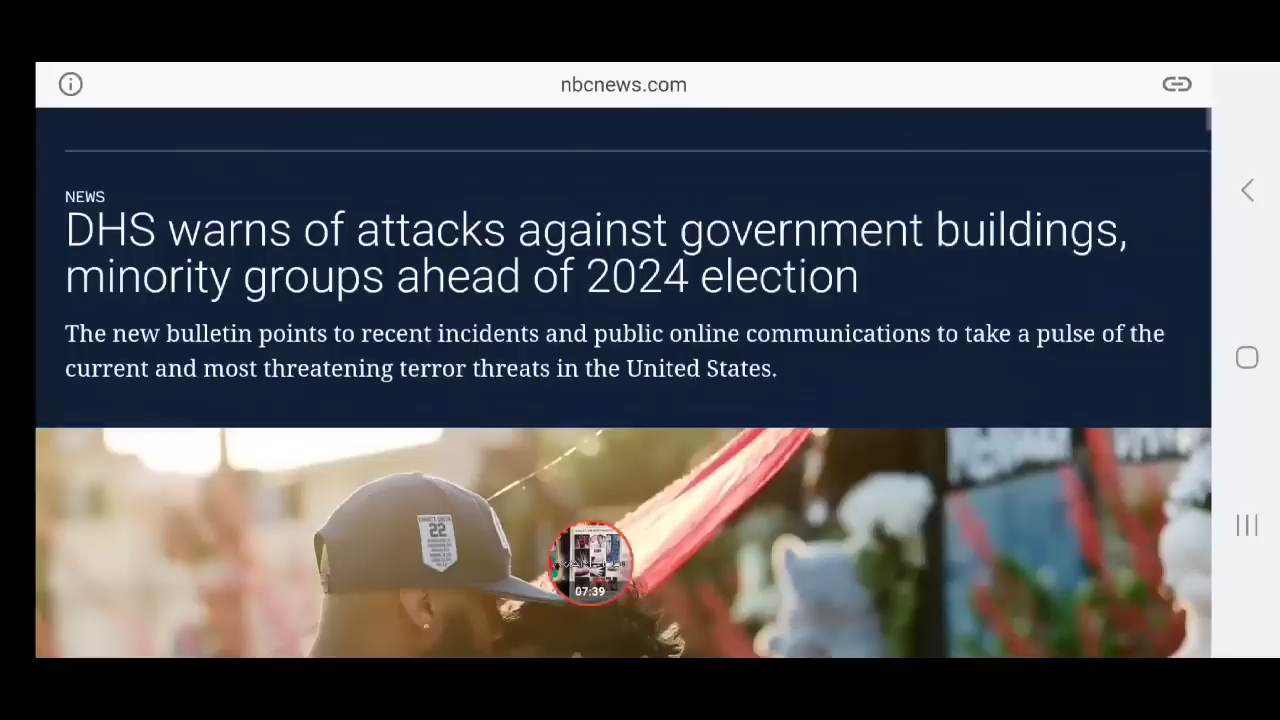 nbcnews.com
NEWS
DHS warns of attacks against government buildings,
minority groups ahead of 2024 election
The new bulletin points to recent incidents and public online communications to take a pulse of the
current and most threatening terror threats in the United States.
22
07:39